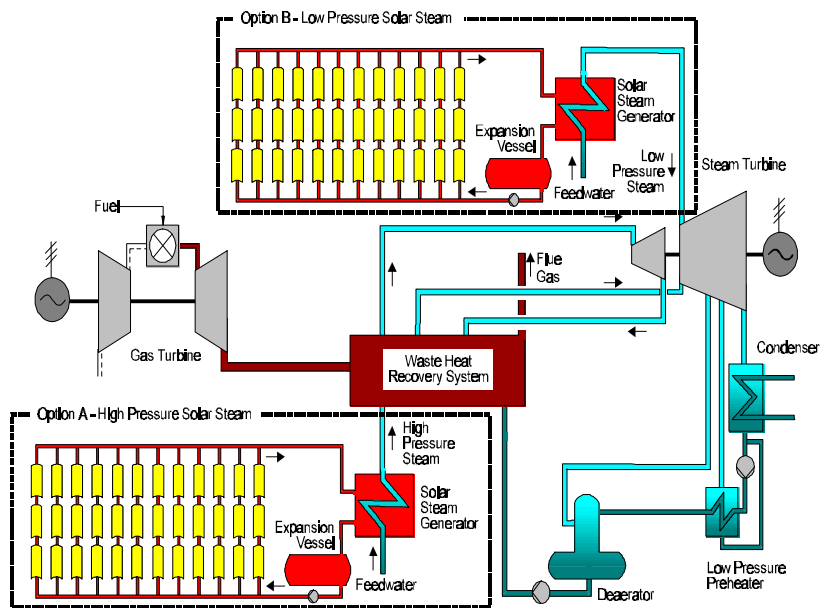 Option B - Low Pressure Solar Steam
Solar
Steam
Generator
Expansion
Vessel
Feedwater
Low
Pressure
Steam
Steam Turbine
Fuel
Flue
Gas
Gas Turbine
Waste Heat
Recovery System
Condenser
Option A - High Pressure Solar Steam
High
Pressure
Steam
Solar
Steam
Generator
Expansion
Vessel
Feedwater
Deaerator
Low Pressure
Preheater